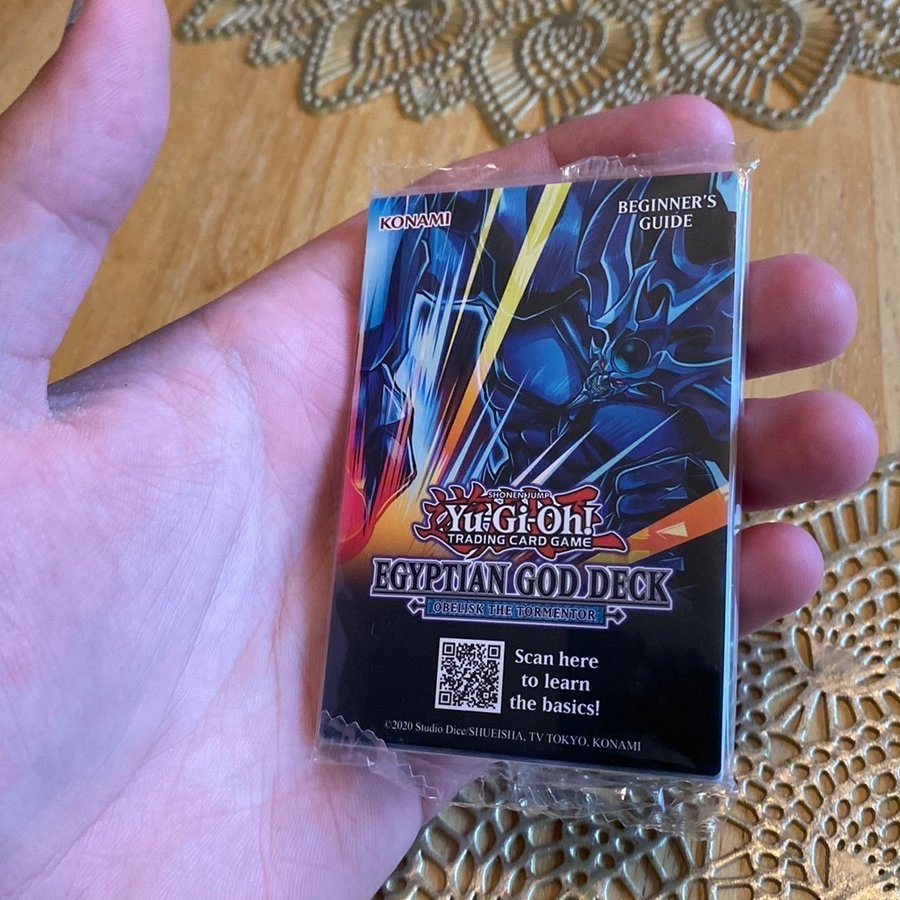 KONAMI
BEGINNER'S
GUIDE
SHONEN JUMP
Yu-Gi-Oh!
TRADING CARD GAME
EGYPTIAN GOD DECK
OBELISK THE TORMENTOR
Scan here
to learn
the basics!
©2020 Studio Dice/SHUEISHA, TV TOKYO, KONAMI